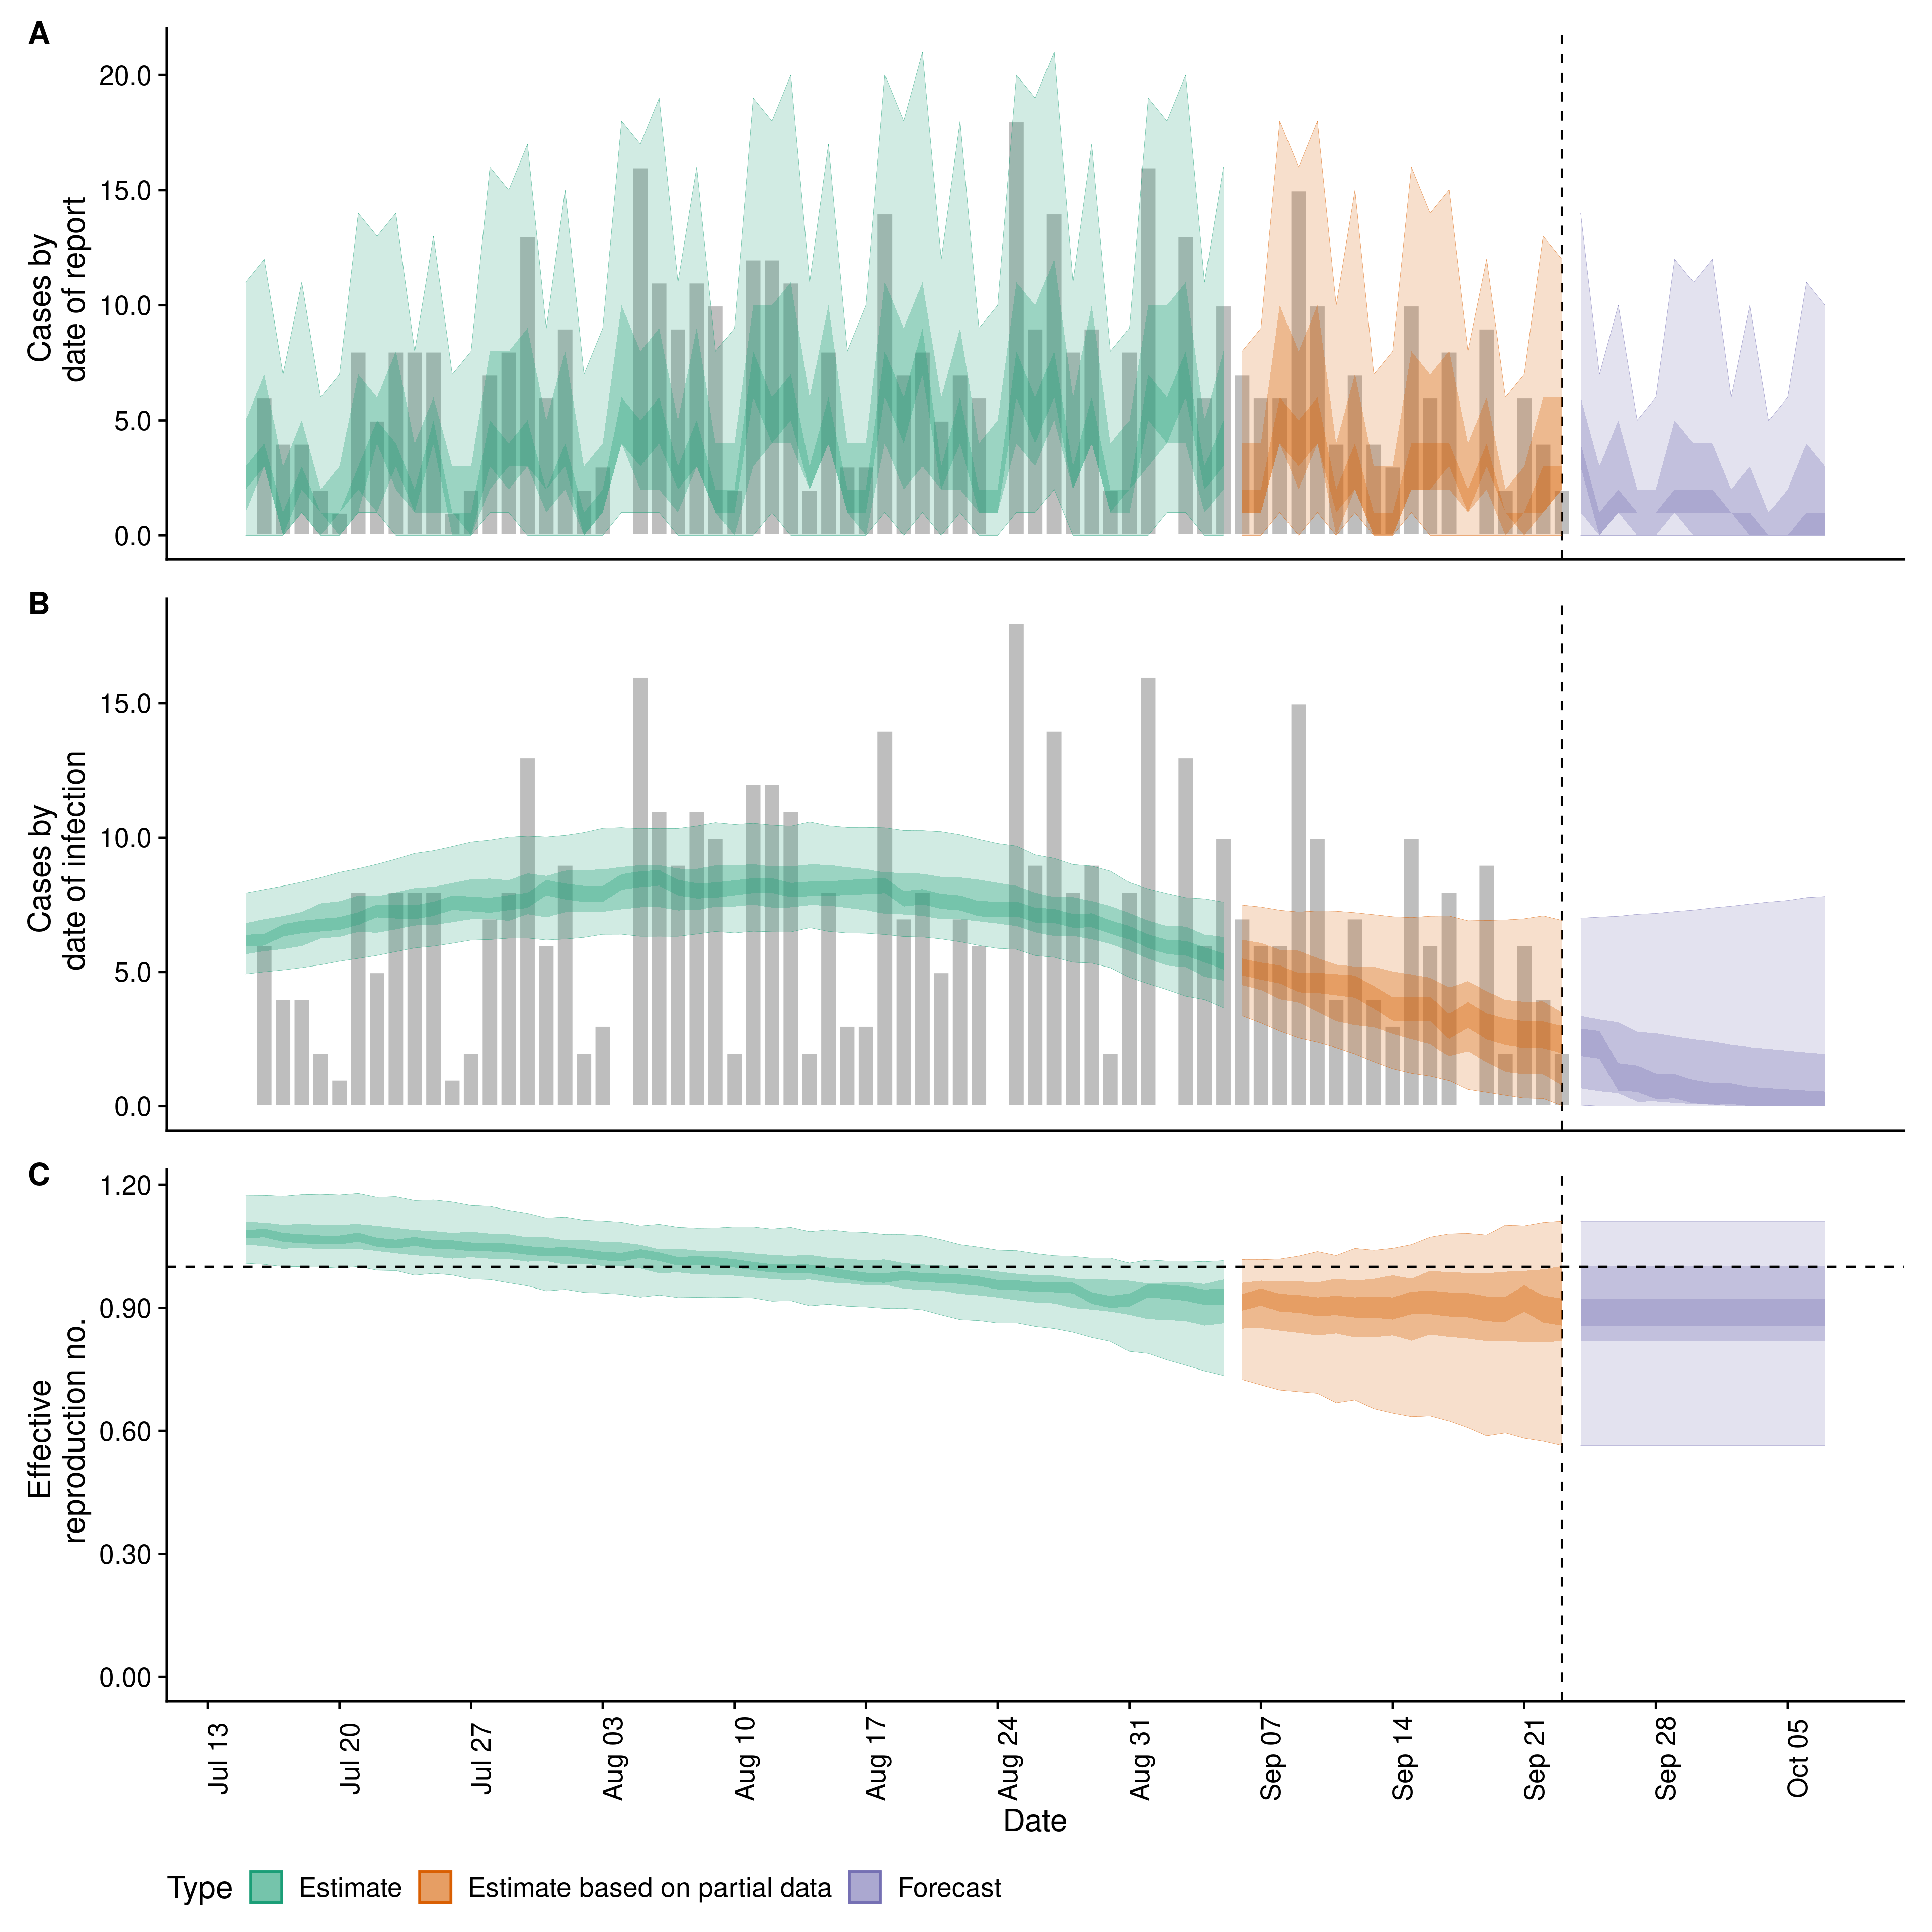 A
20.0
15.0
10.0
5.0
0.0
Cases by
date of report
B
15.0
10.0
5.0
0.0
Cases by
date of infection
C
1.20
0.90
0.60
0.30
0.00
Effective
reproduction no.
Jul 13
Jul 20
Jul 27
Aug 03
Aug 10
Aug 17
Aug 24
Aug 31
Sep 07
Sep 14
Sep 21
Sep 28
Oct 05
Date
Type Estimate Estimate based on partial data Forecast